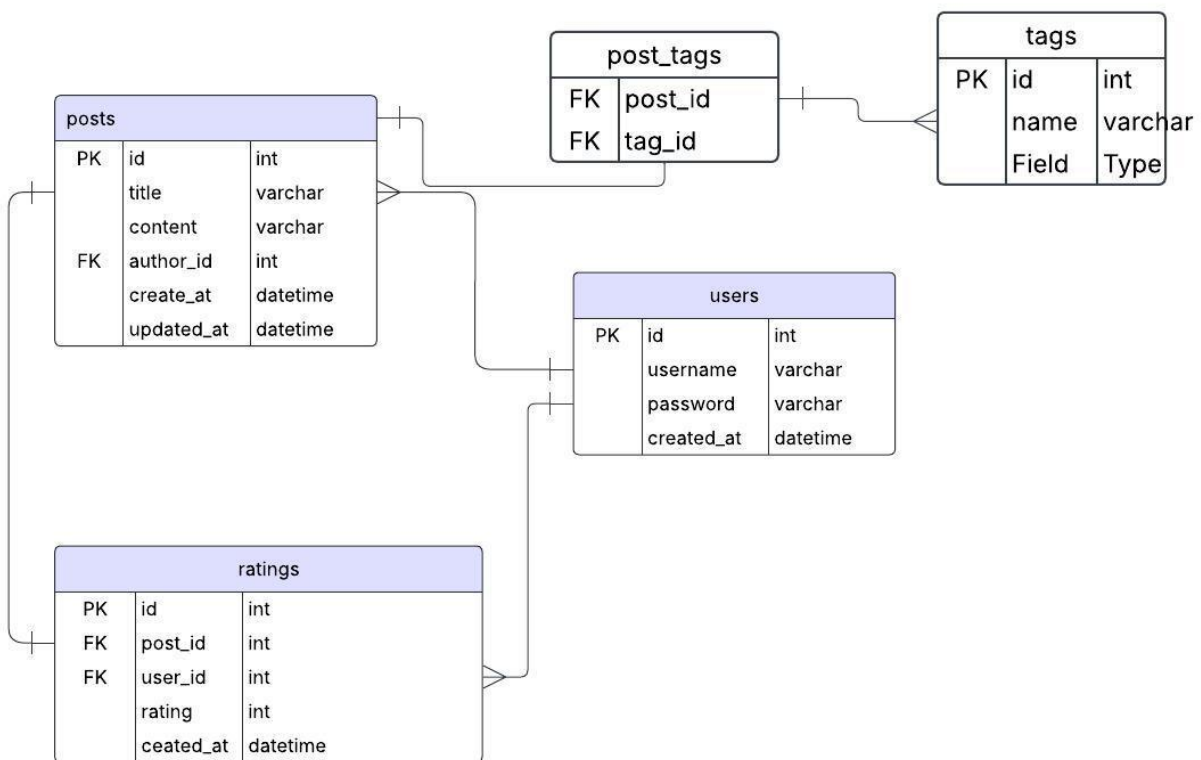 posts
PK id int
title varchar
content varchar
FK author_id int
create_at datetime
updated_at datetime
post_tags
FK post_id
FK tag_id
tags
PK id int
name varchar
Field Type
users
PK id int
username varchar
password varchar
created_at datetime
ratings
PK id int
FK post_id int
FK user_id int
rating int
ceated_at datetime